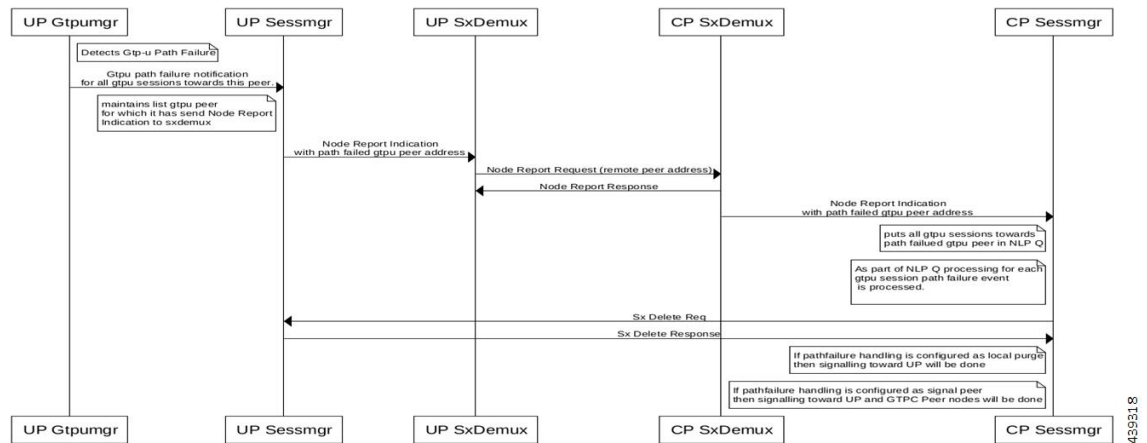 UP Gtpumgr
UP Sessmgr
UP SxDemux
CP SxDemux
CP Sessmgr
Detects Gtp-u Path Failure
Gtpu path failure notification
for all gtpu sessions towards this peer.
maintains list gtpu peer
for which it has send Node Report
Indication to sxdemux
Node Report Indication
with path failed gtpu peer address
Node Report Request (remote peer address)
Node Report Response
Node Report Indication
with path failed gtpu peer address
puts all gtpu sessions towards
path failued gtpu peer in NLP Q
As part of NLP Q processing for each
gtpu session path failure event
is processed.
Sx Delete Req
Sx Delete Response
If pathfailure handling is configured as local purge
then signalling toward UP will be done
If pathfailure handling is configured as signal peer
then signalling toward UP and GTPC Peer nodes will be done
UP Gtpumgr
UP Sessmgr
UP SxDemux
CP SxDemux
CP Sessmgr
439318